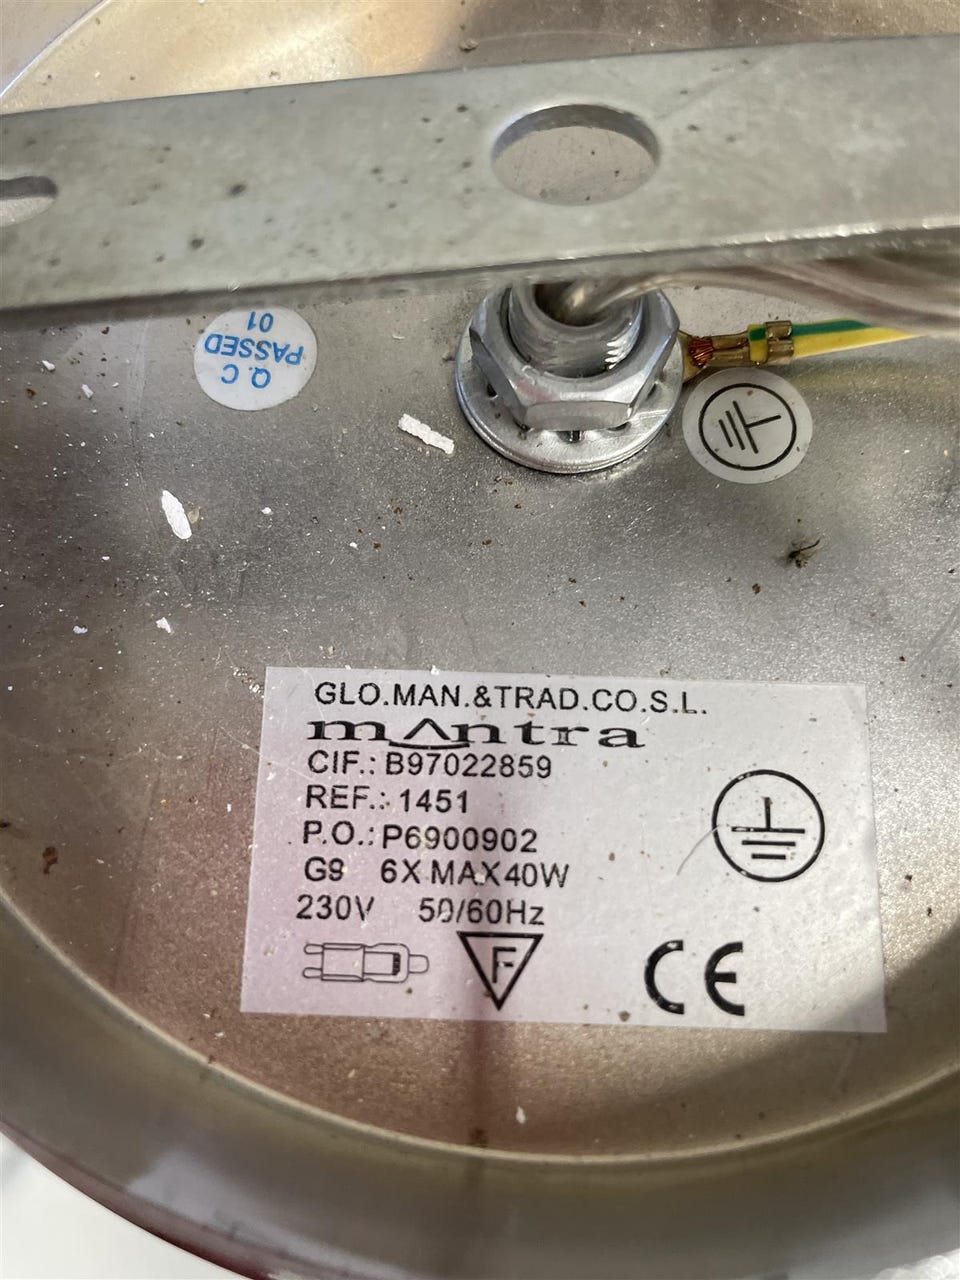 Q.C
PASSED
01
GLO.MAN.&TRAD.CO.S.L.
mantra
CIF.: B97022859
REF.: 1451
P.O.: P6900902
G9 6X MAX40W
230V 50/60Hz
F
CE